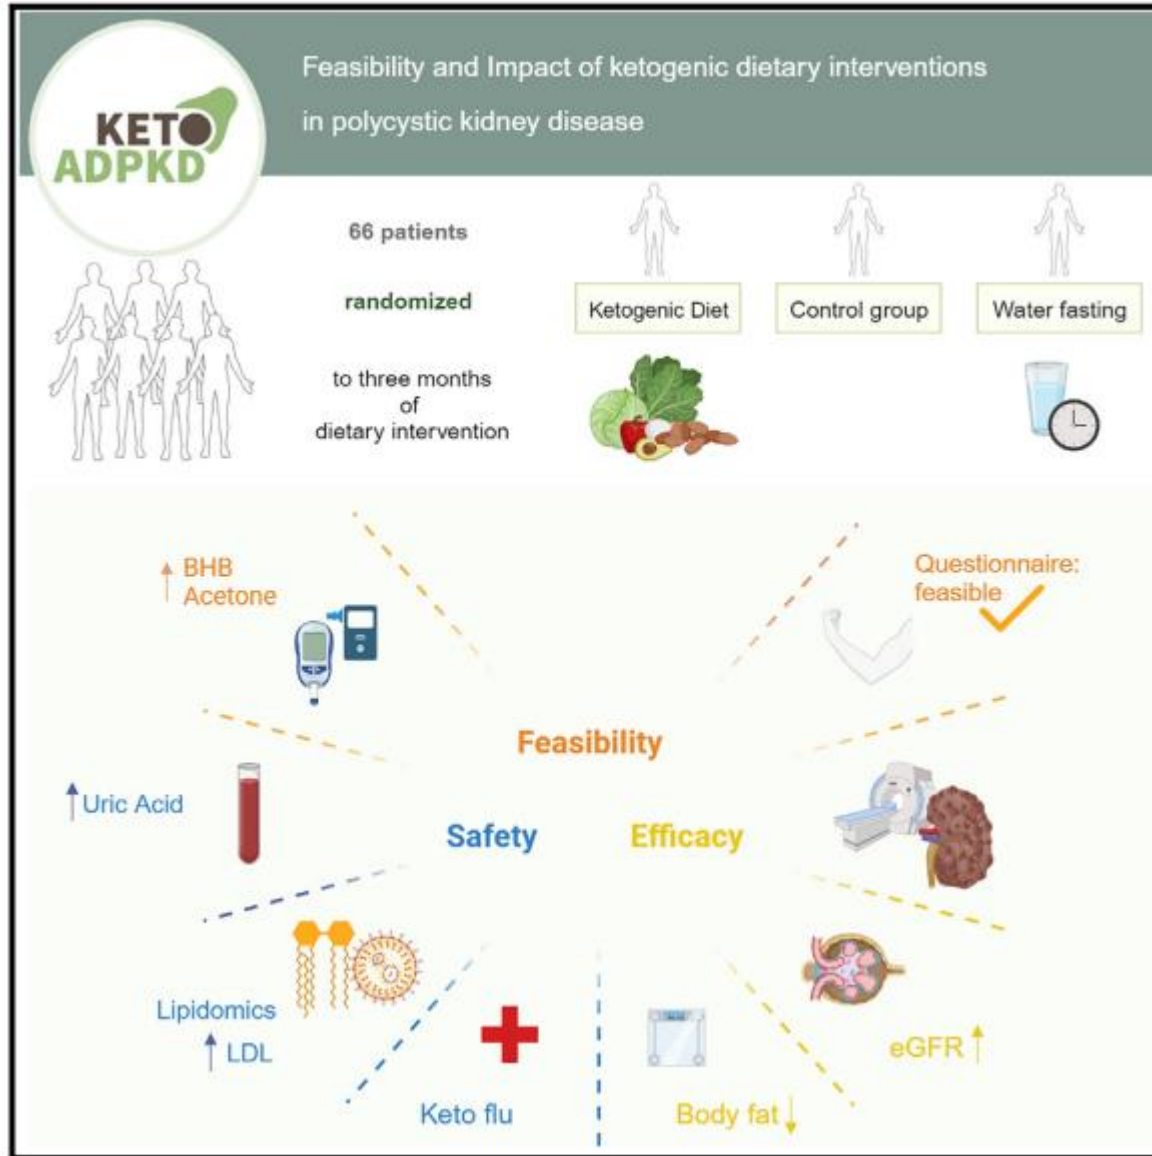 KETO
ADPKD
Feasibility and Impact of ketogenic dietary interventions
in polycystic kidney disease
66 patients
randomized
to three months
of
dietary intervention
Ketogenic Diet
Control group
Water fasting
↑ BHB
Acetone
Questionnaire:
feasible
Feasibility
↑ Uric Acid
Safety
Efficacy
Lipidomics
↑ LDL
Keto flu
Body fat ↓
eGFR ↑